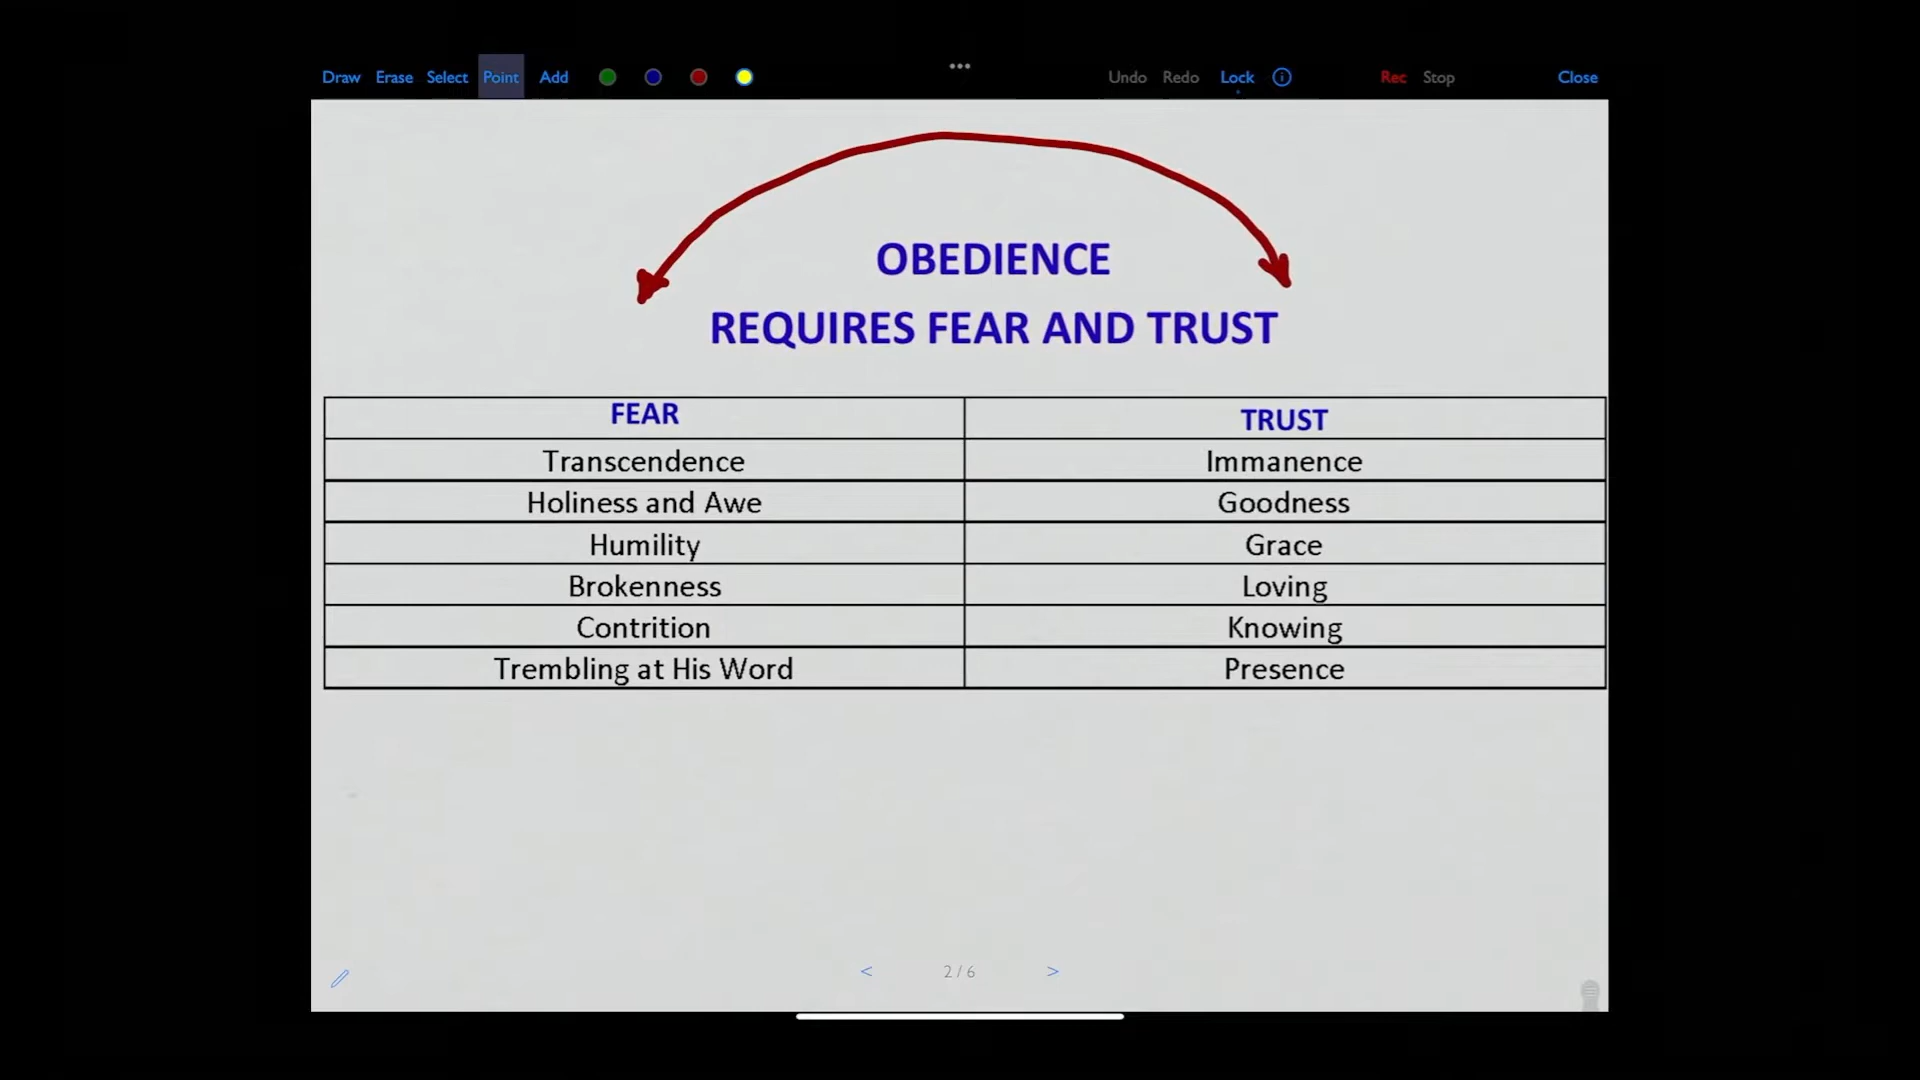 Draw Erase Select Point Add Undo Redo Lock Rec Stop Close
OBEDIENCE
REQUIRES FEAR AND TRUST
FEAR TRUST
Transcendence Immanence
Holiness and Awe Goodness
Humility Grace
Brokenness Loving
Contrition Knowing
Trembling at His Word Presence
< 2 / 6 >